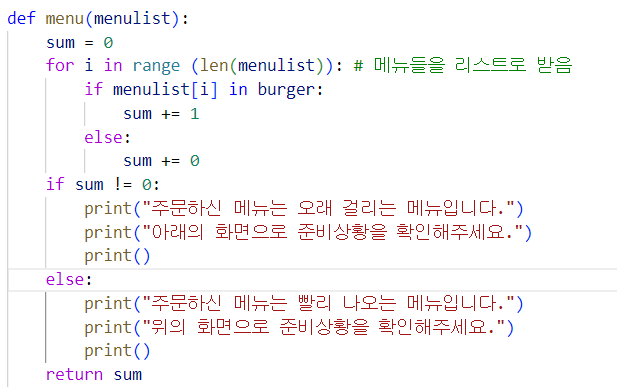 def menu(menulist):
    sum = 0
    for i in range (len(menulist)): # 메뉴들을 리스트로 받음
        if menulist[i] in burger:
            sum += 1
        else:
            sum += 0
    if sum != 0:
        print("주문하신 메뉴는 오래 걸리는 메뉴입니다.")
        print("아래의 화면으로 준비상황을 확인해주세요.")
        print()
    else:
        print("주문하신 메뉴는 빨리 나오는 메뉴입니다.")
        print("위의 화면으로 준비상황을 확인해주세요.")
        print()
    return sum